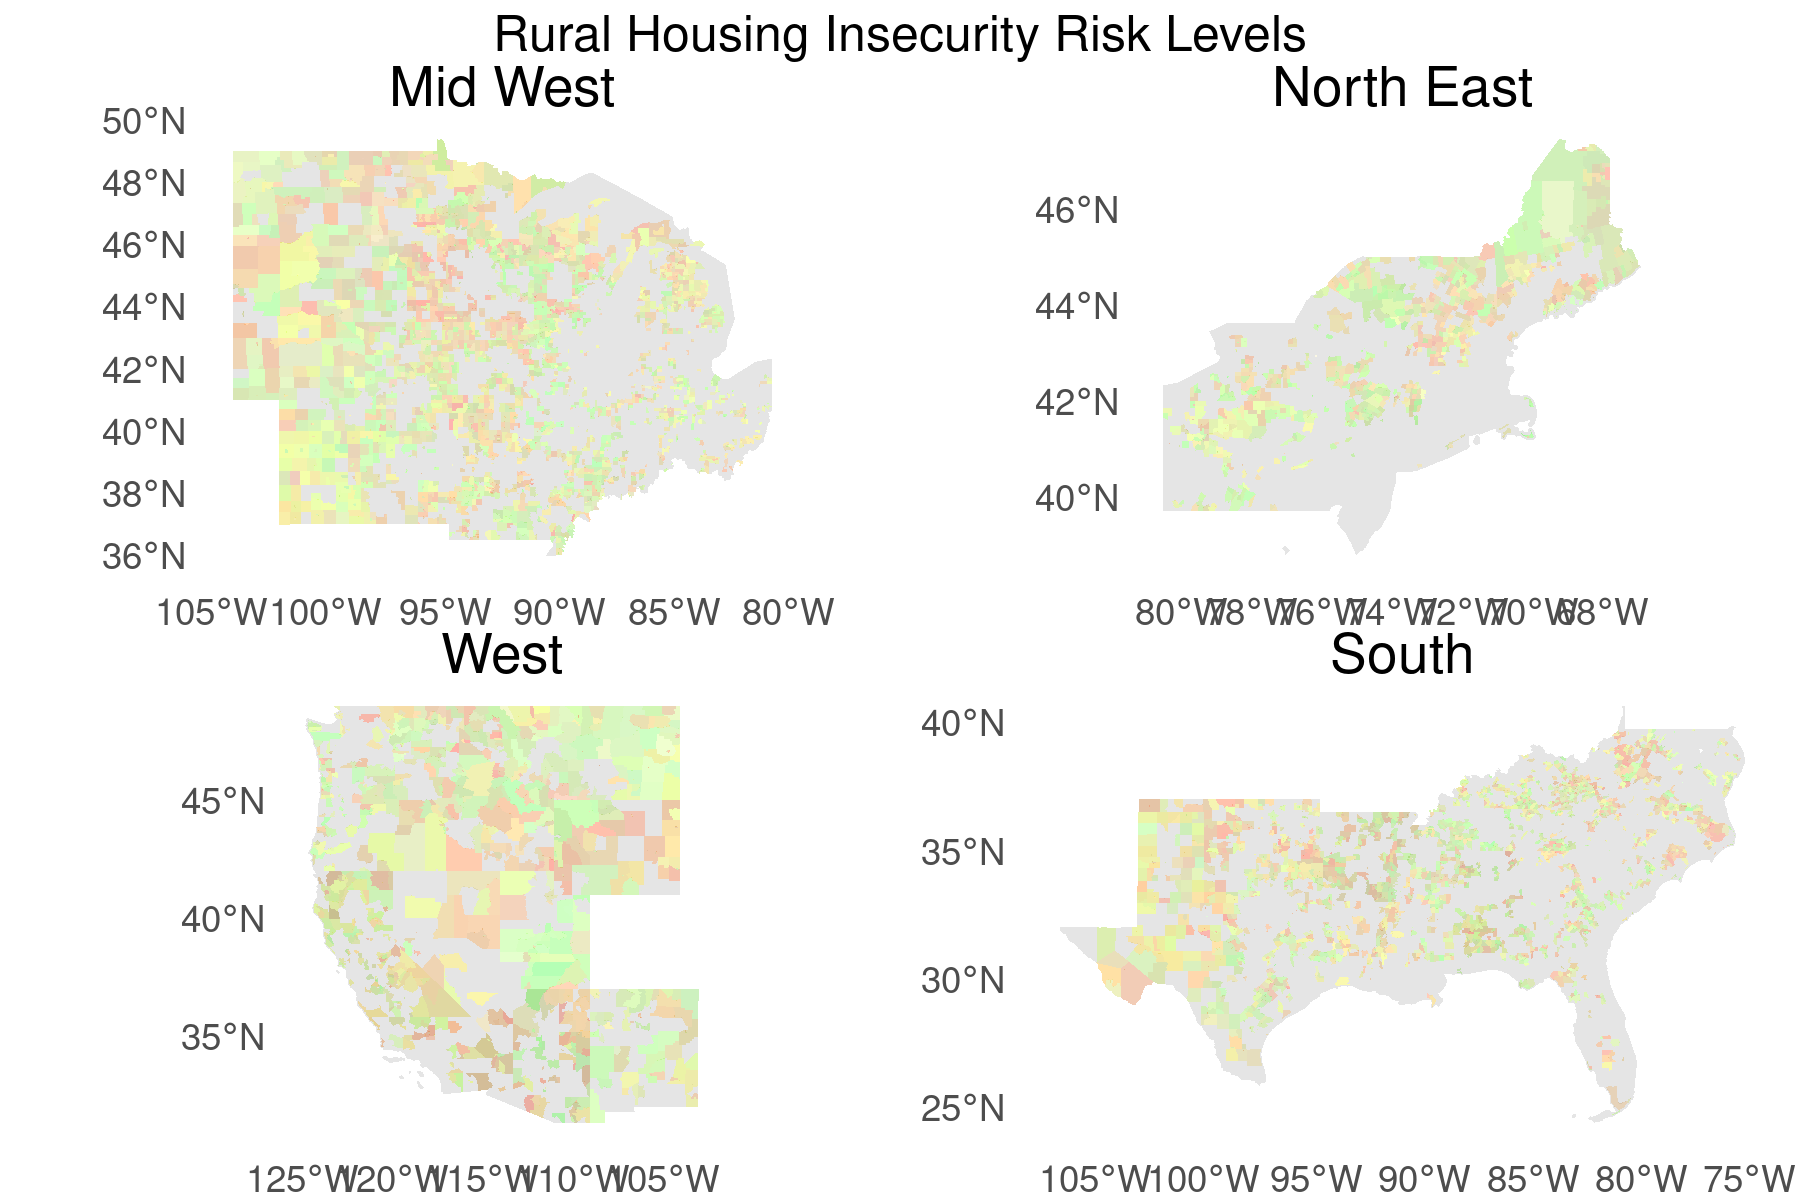 Rural Housing Insecurity Risk Levels
Mid West
50°N
48°N
46°N
44°N
42°N
40°N
38°N
36°N
105°W 100°W 95°W 90°W 85°W 80°W
North East
46°N
44°N
42°N
40°N
80°W 78°W 76°W 74°W 72°W 70°W 68°W
West
45°N
40°N
35°N
125°W 120°W 115°W 110°W 105°W
South
40°N
35°N
30°N
25°N
105°W 100°W 95°W 90°W 85°W 80°W 75°W